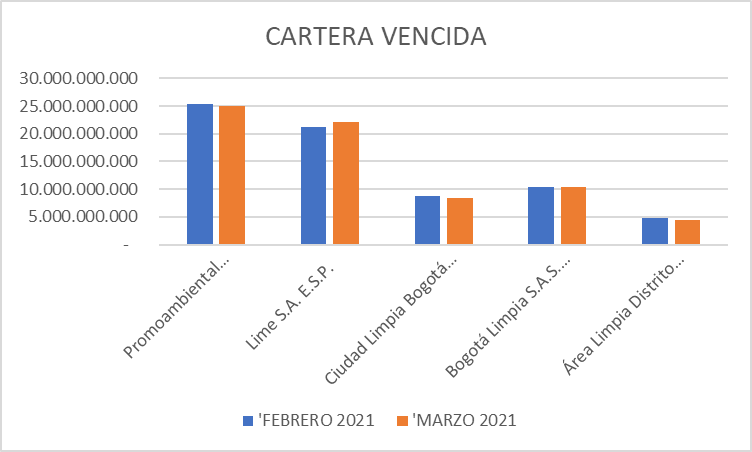 CARTERA VENCIDA
30.000.000.000
25.000.000.000
20.000.000.000
15.000.000.000
10.000.000.000
5.000.000.000
-
Promoambiental...
Lime S.A. E.S.P.
Ciudad Limpia Bogotá...
Bogotá Limpia S.A.S....
Área Limpia Distrito...
'FEBRERO 2021
'MARZO 2021